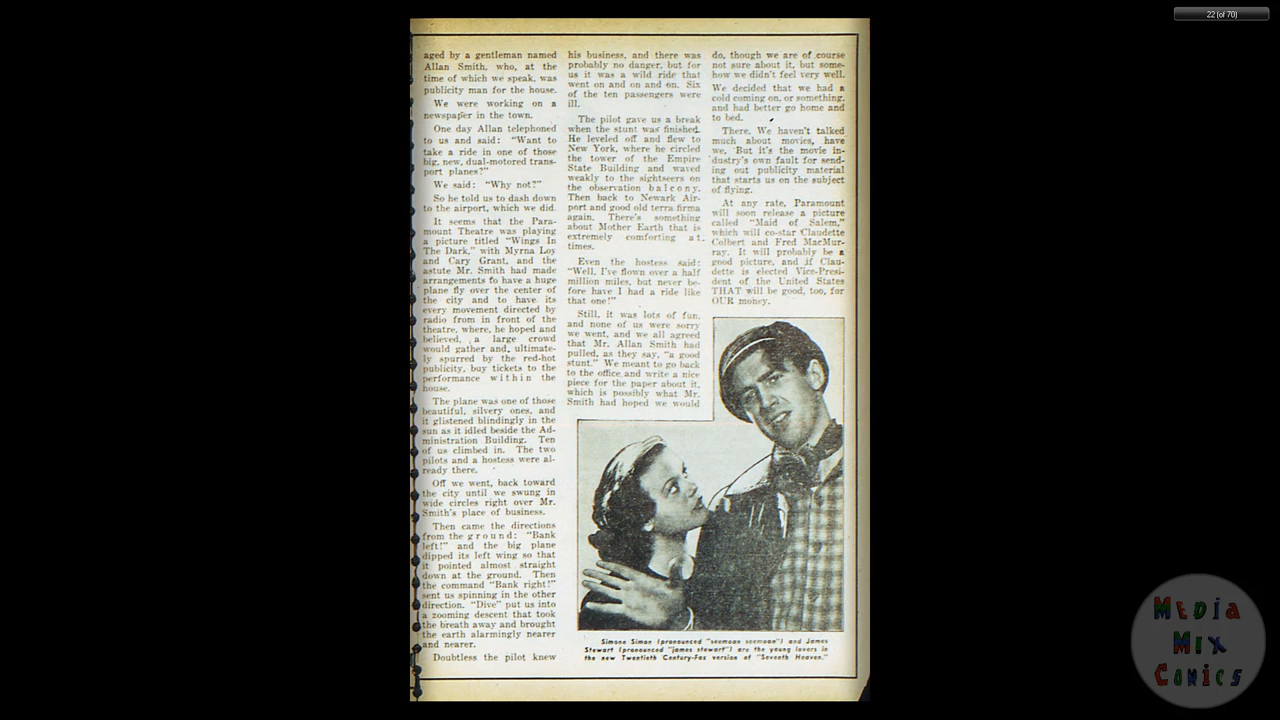 22 (of 70)
aged by a gentleman named
Allan Smith, who, at the
time of which we speak, was
publicity man for the house.
We were working on a
newspaper in the town.
One day Allan telephoned
to us and said: "Want to
take a ride in one of those
big, new, dual-motored trans-
port planes?"
We said: "Why not?"
So he told us to dash down
to the airport, which we did.
It seems that the Para-
mount Theatre was playing
a picture titled "Wings In
The Dark," with Myrna Loy
and Cary Grant, and the
astute Mr. Smith had made
arrangements to have a huge
plane fly over the center of
the city and to have its
every movement directed by
radio from in front of the
theatre, where, he hoped and
believed, a large crowd
would gather and, ultimate-
ly spurred by the red-hot
publicity, buy tickets to the
performance within the
house.
The plane was one of those
beautiful, silvery ones, and
it glistened blindingly in the
sun as it idled beside the Ad-
ministration Building. Ten
of us climbed in. The two
pilots and a hostess were al-
ready there.
Off we went, back toward
the city until we swung in
wide circles right over Mr.
Smith's place of business.
Then came the directions
from the ground: "Bank
left!" and the big plane
dipped its left wing so that
it pointed almost straight
down at the ground. Then
the command "Bank right!"
sent us spinning in the other
direction. "Dive" put us into
a zooming descent that took
the breath away and brought
the earth alarmingly nearer
and nearer.
Doubtless the pilot knew
his business, and there was
probably no danger, but for
us it was a wild ride that
went on and on and on. Six
of the ten passengers were
ill.
The pilot gave us a break
when the stunt was finished.
He leveled off and flew to
New York, where he circled
the tower of the Empire
State Building and waved
weakly to the sightseers on
the observation balcony.
Then back to Newark Air-
port and good old terra firma
again. There's something
about Mother Earth that is
extremely comforting at
times.
Even the hostess said:
"Well, I've flown over a half
million miles, but never be-
fore have I had a ride like
that one!"
Still, it was lots of fun,
and none of us were sorry
we went, and we all agreed
that Mr. Allan Smith had
pulled, as they say, "a good
stunt." We meant to go back
to the office and write a nice
piece for the paper about it,
which is possibly what Mr.
Smith had hoped we would
do, though we are of course
not sure about it, but some-
how we didn't feel very well.
We decided that we had a
cold coming on, or something,
and had better go home and
to bed.
There. We haven't talked
much about movies, have
we. But it's the movie in-
dustry's own fault for send-
ing out publicity material
that starts us on the subject
of flying.
At any rate, Paramount
will soon release a picture
called "Maid of Salem,"
which will co-star Claudette
Colbert and Fred MacMur-
ray. It will probably be a
good picture, and if Clau-
dette is elected Vice-Presi-
dent of the United States
THAT will be good, too, for
OUR money.
Simone Simon (pronounced "seemoan seemoan") and James
Stewart (pronounced "james stewart") are the young lovers in
the new Twentieth Century-Fox version of "Seventh Heaven."
MEDIA
MIX
COMICS